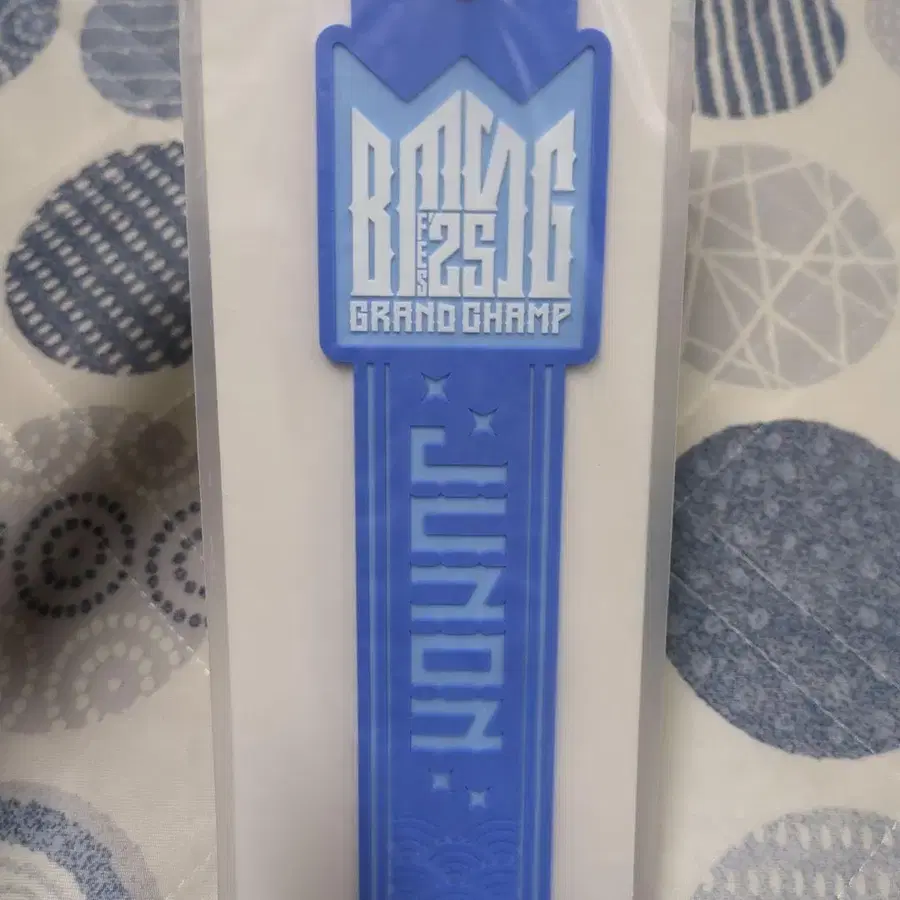 BMSG
FES'25
GRAND CHAMP
JUNON